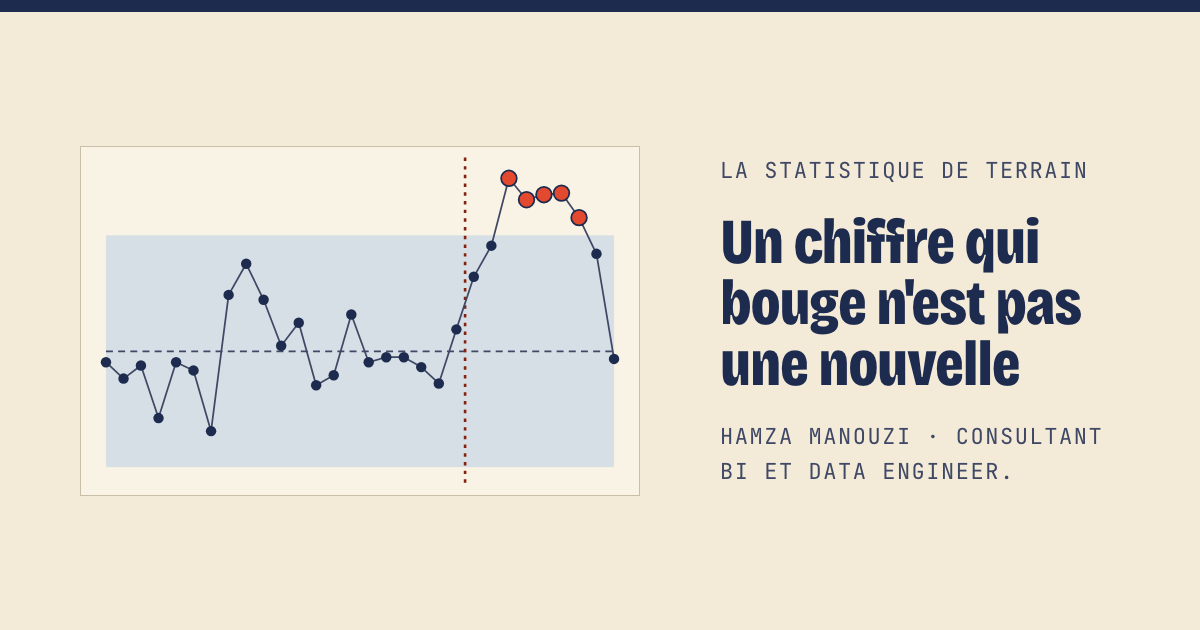 LA STATISTIQUE DE TERRAIN
Un chiffre qui
bouge n'est pas
une nouvelle
HAMZA MANOUZI · CONSULTANT
BI ET DATA ENGINEER.